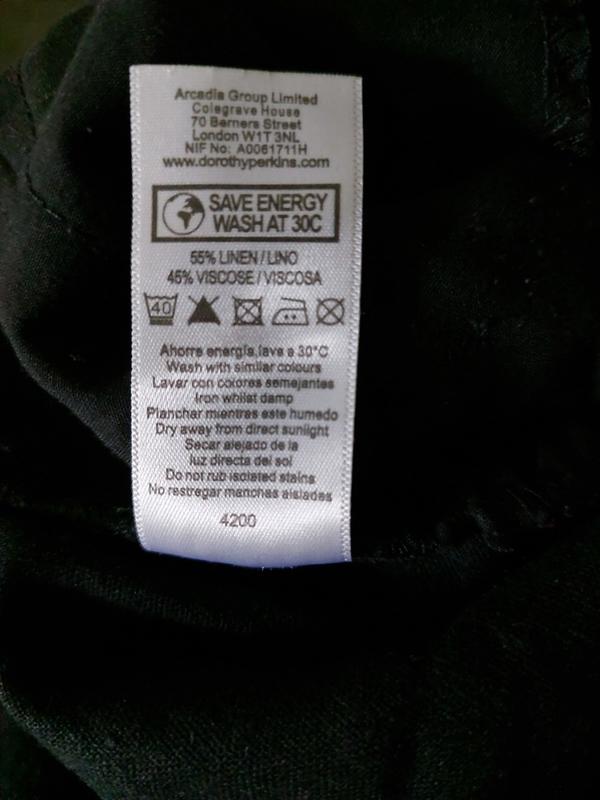 Arcadia Group Limited
Colegrave House
70 Berners Street
London W1T 3NL
NIF No: A0061711H
www.dorothyperkins.com
SAVE ENERGY
WASH AT 30C
55% LINEN / LINO
45% VISCOSE / VISCOSA
40
Ahorre energía,lave a 30°C
Wash with similar colours
Lavar con colores semejantes
Iron whilst damp
Planchar mientras este humedo
Dry away from direct sunlight
Secar alejado de la
luz directa del sol
Do not rub isolated stains
No restregar manchas aisladas
4200